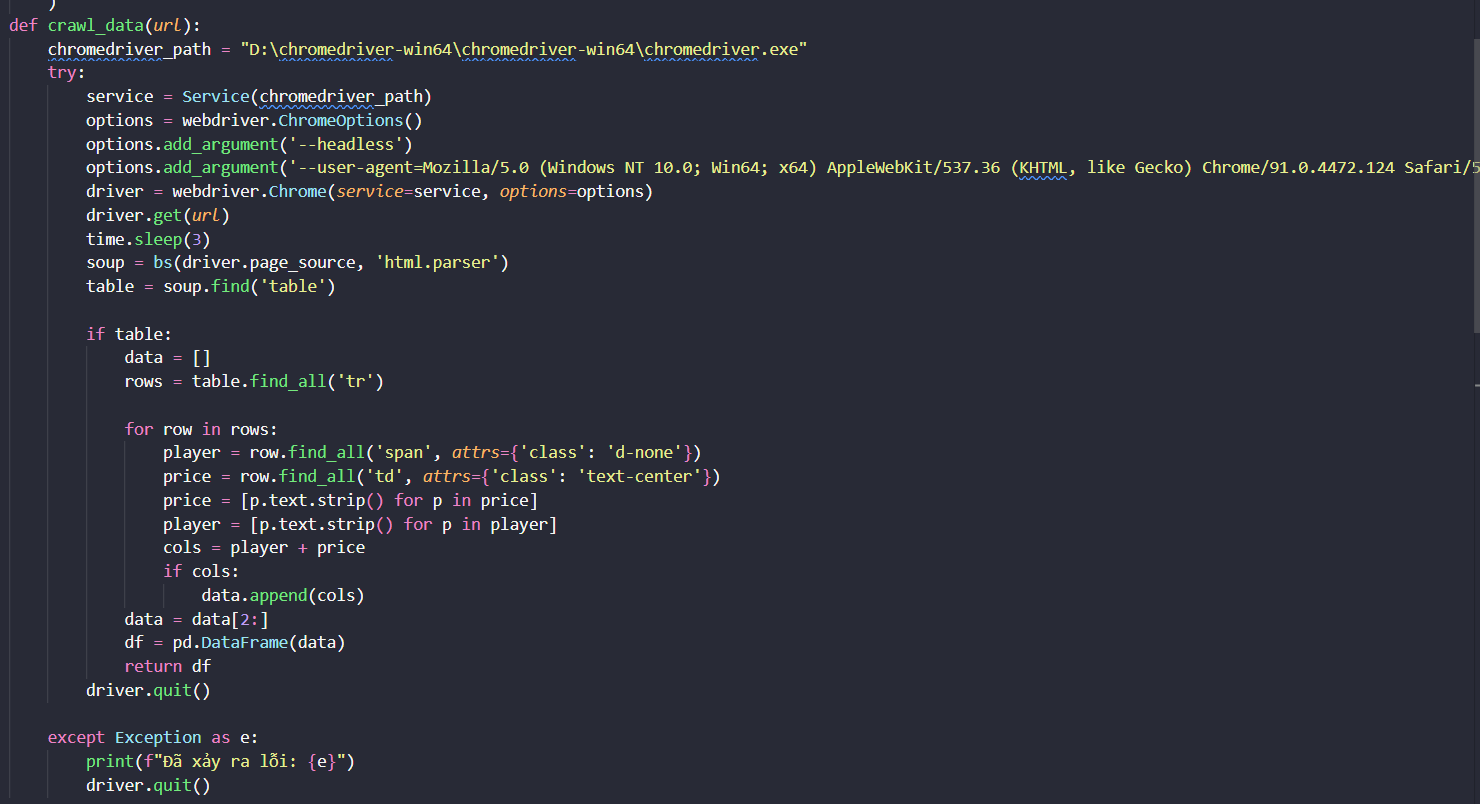 )
def crawl_data(url):
    chromedriver_path = "D:\chromedriver-win64\chromedriver-win64\chromedriver.exe"
    try:
        service = Service(chromedriver_path)
        options = webdriver.ChromeOptions()
        options.add_argument('--headless')
        options.add_argument('--user-agent=Mozilla/5.0 (Windows NT 10.0; Win64; x64) AppleWebKit/537.36 (KHTML, like Gecko) Chrome/91.0.4472.124 Safari/5
        driver = webdriver.Chrome(service=service, options=options)
        driver.get(url)
        time.sleep(3)
        soup = bs(driver.page_source, 'html.parser')
        table = soup.find('table')

        if table:
            data = []
            rows = table.find_all('tr')

            for row in rows:
                player = row.find_all('span', attrs={'class': 'd-none'})
                price = row.find_all('td', attrs={'class': 'text-center'})
                price = [p.text.strip() for p in price]
                player = [p.text.strip() for p in player]
                cols = player + price
                if cols:
                    data.append(cols)
            data = data[2:]
            df = pd.DataFrame(data)
            return df
        driver.quit()

    except Exception as e:
        print(f"Đã xảy ra lỗi: {e}")
        driver.quit()